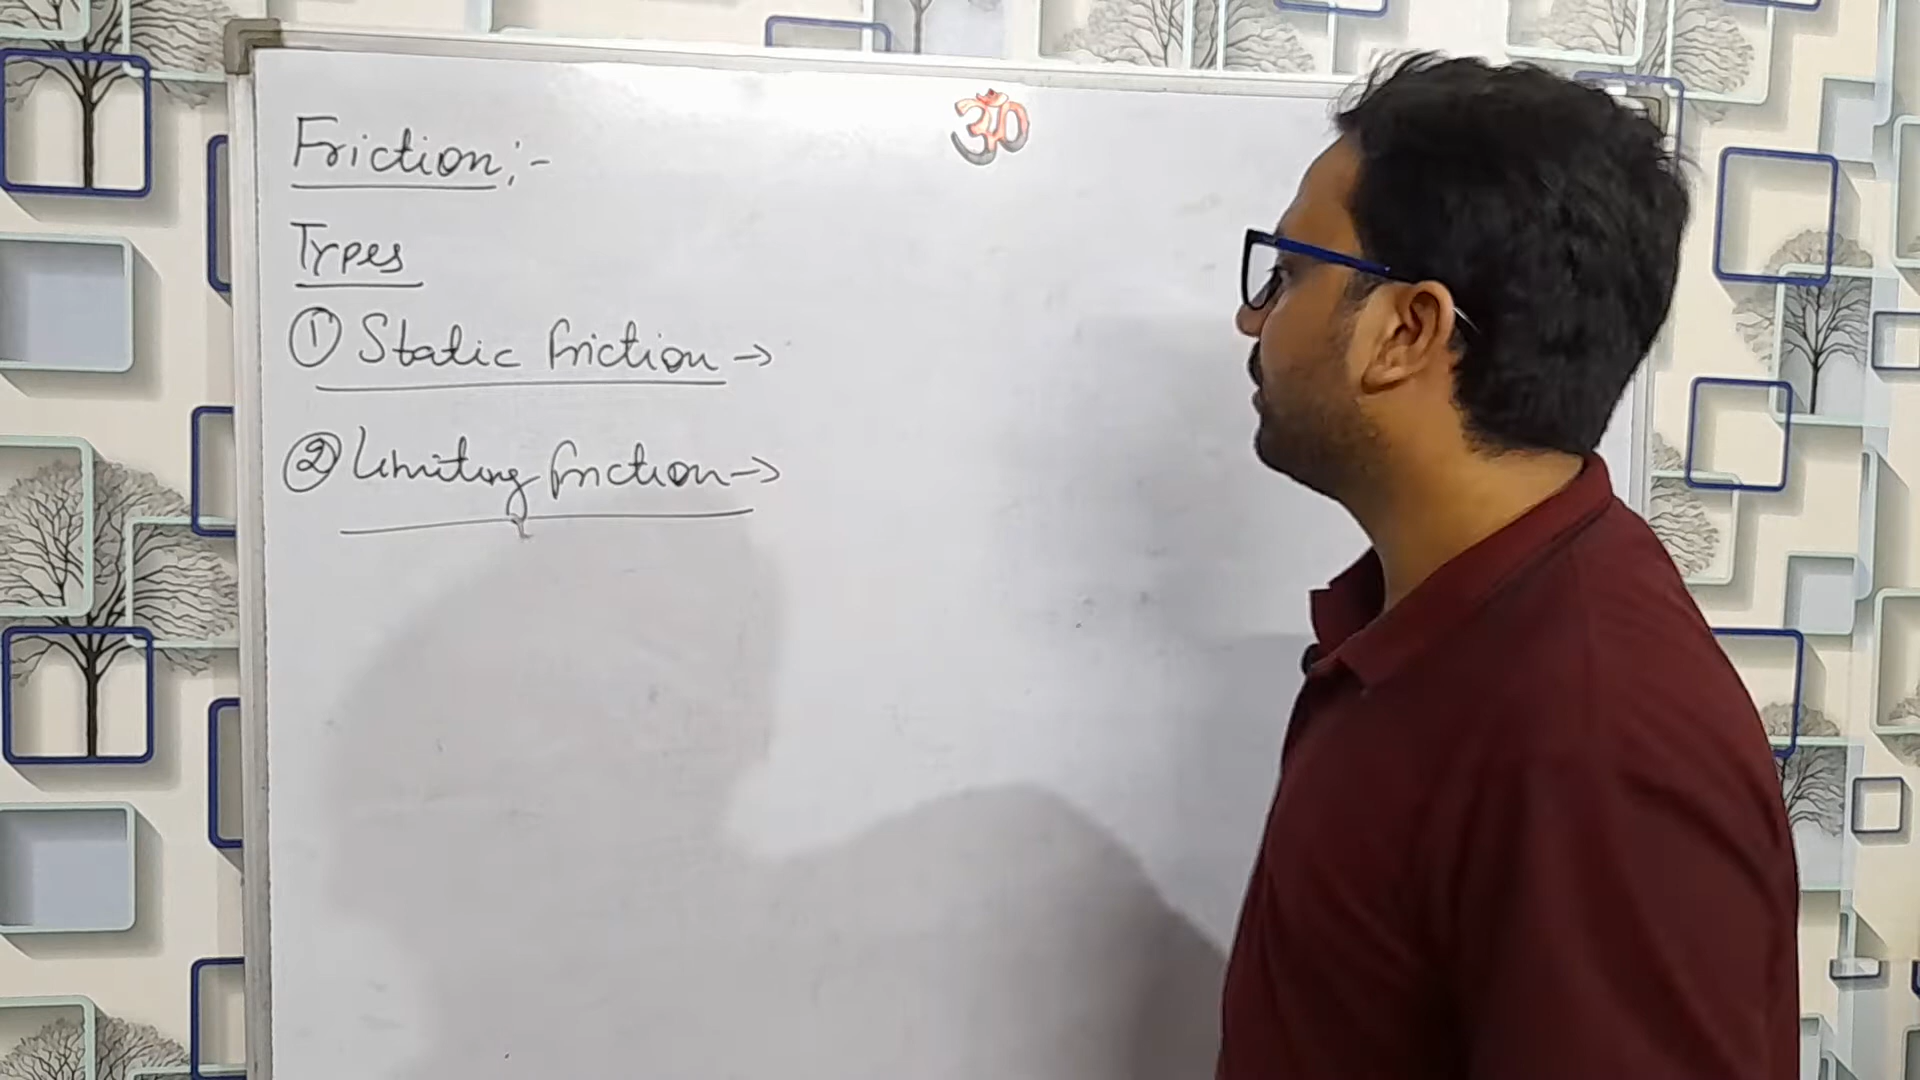 Friction:-
ॐ
Types
① Static friction →
② Limiting friction →